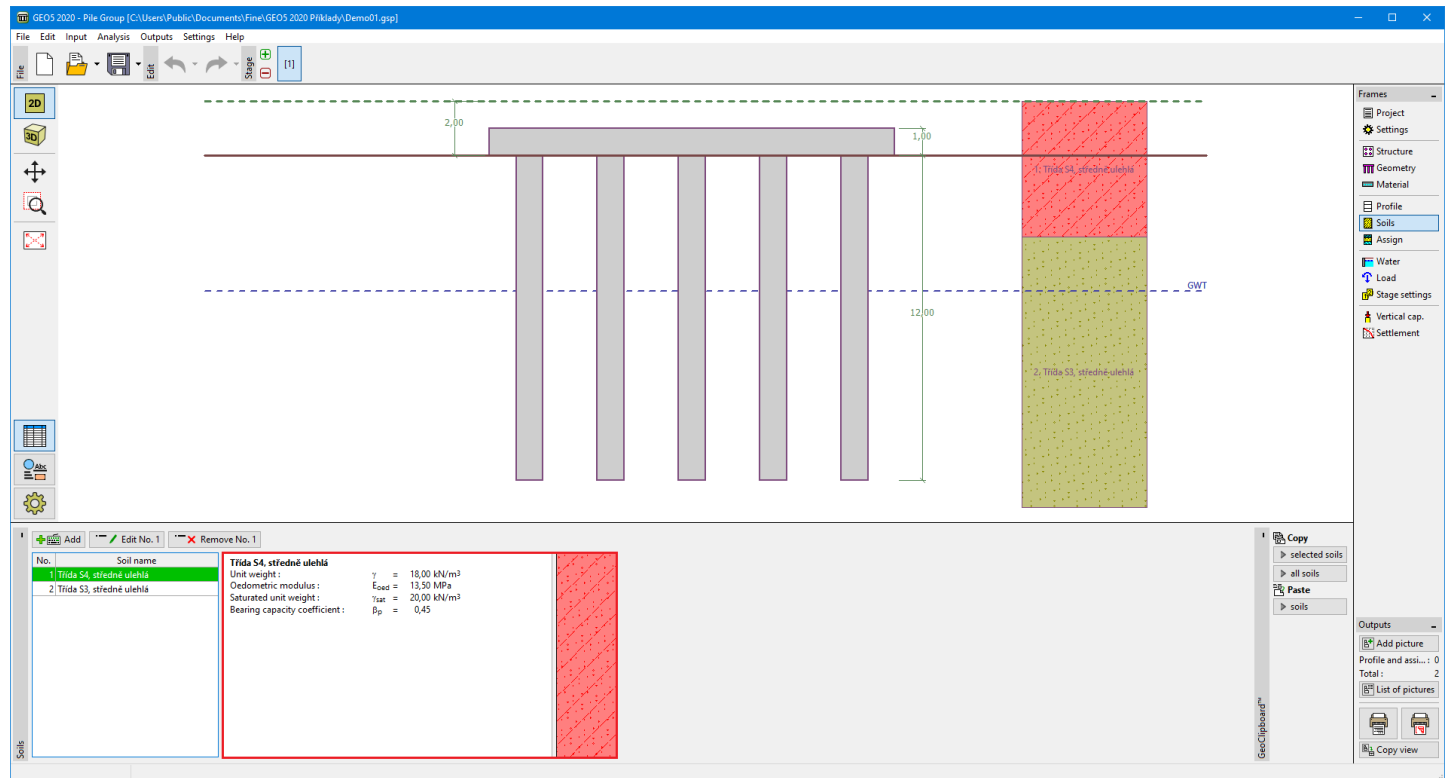 GEO5 2020 - Pile Group [C:\Users\Public\Documents\Fine\GEO5 2020 Příklady\Demo01.gsp]
File Edit Input Analysis Outputs Settings Help
File
Edit
Stage
[1]
2D
3D
Abc
2,00
1,00
12,00
GWT
1. Třída S4, středně ulehlá
2. Třída S3, středně ulehlá
Frames
Project
Settings
Structure
Geometry
Material
Profile
Soils
Assign
Water
Load
Stage settings
Vertical cap.
Settlement
Add
Edit No. 1
Remove No. 1
No. Soil name
1 Třída S4, středně ulehlá
2 Třída S3, středně ulehlá
Třída S4, středně ulehlá
Unit weight : γ = 18,00 kN/m³
Oedometric modulus : Eoed = 13,50 MPa
Saturated unit weight : γsat = 20,00 kN/m³
Bearing capacity coefficient : βp = 0,45
Soils
GeoClipboard™
Copy
selected soils
all soils
Paste
soils
Outputs
Add picture
Profile and assi... : 0
Total : 2
List of pictures
Copy view